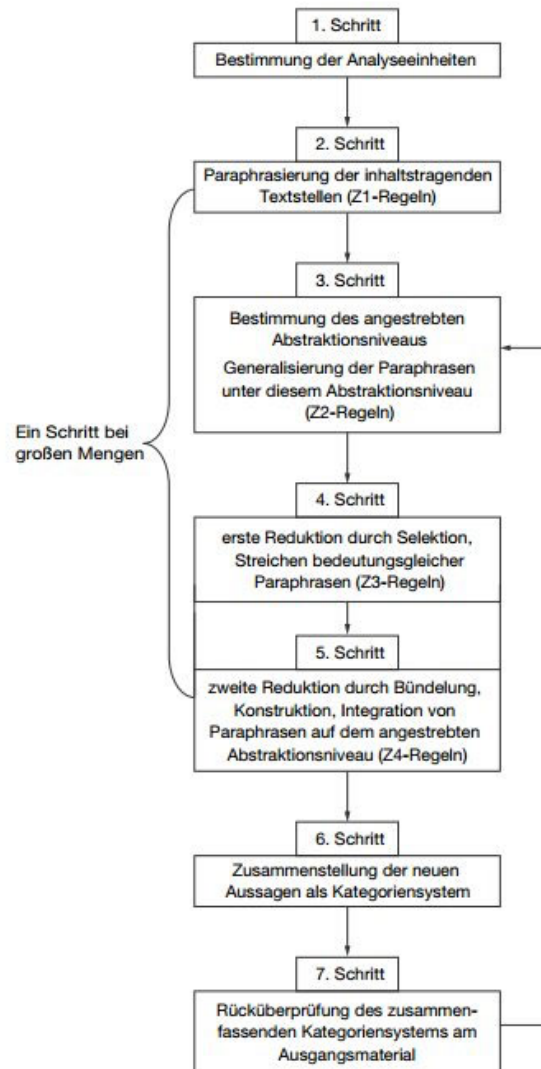 1. Schritt
Bestimmung der Analyseeinheiten
2. Schritt
Paraphrasierung der inhaltstragenden
Textstellen (Z1-Regeln)
3. Schritt
Bestimmung des angestrebten
Abstraktionsniveaus
Generalisierung der Paraphrasen
unter diesem Abstraktionsniveau
(Z2-Regeln)
Ein Schritt bei
großen Mengen
4. Schritt
erste Reduktion durch Selektion,
Streichen bedeutungsgleicher
Paraphrasen (Z3-Regeln)
5. Schritt
zweite Reduktion durch Bündelung,
Konstruktion, Integration von
Paraphrasen auf dem angestrebten
Abstraktionsniveau (Z4-Regeln)
6. Schritt
Zusammenstellung der neuen
Aussagen als Kategoriensystem
7. Schritt
Rücküberprüfung des zusammen-
fassenden Kategoriensystems am
Ausgangsmaterial